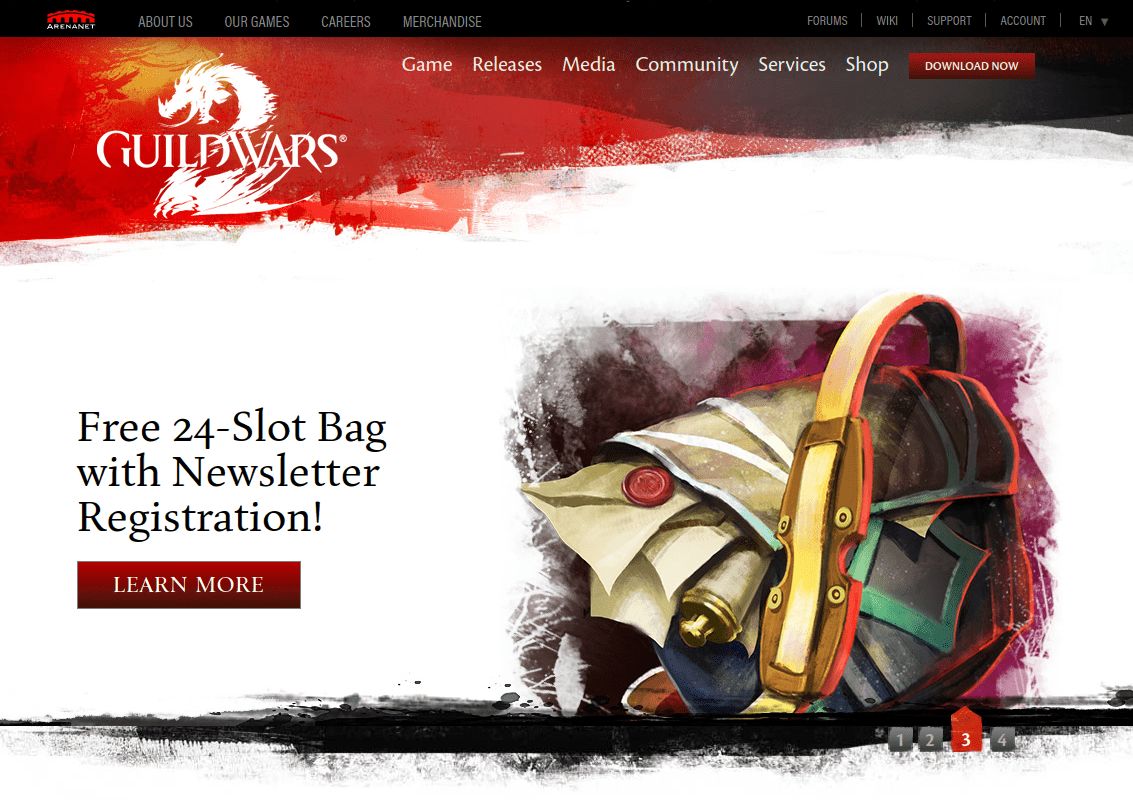 ARENANET ABOUT US OUR GAMES CAREERS MERCHANDISE FORUMS WIKI SUPPORT ACCOUNT EN
Game Releases Media Community Services Shop DOWNLOAD NOW
GUILDWARS® 2
Free 24-Slot Bag
with Newsletter
Registration!
LEARN MORE
1 2 3 4